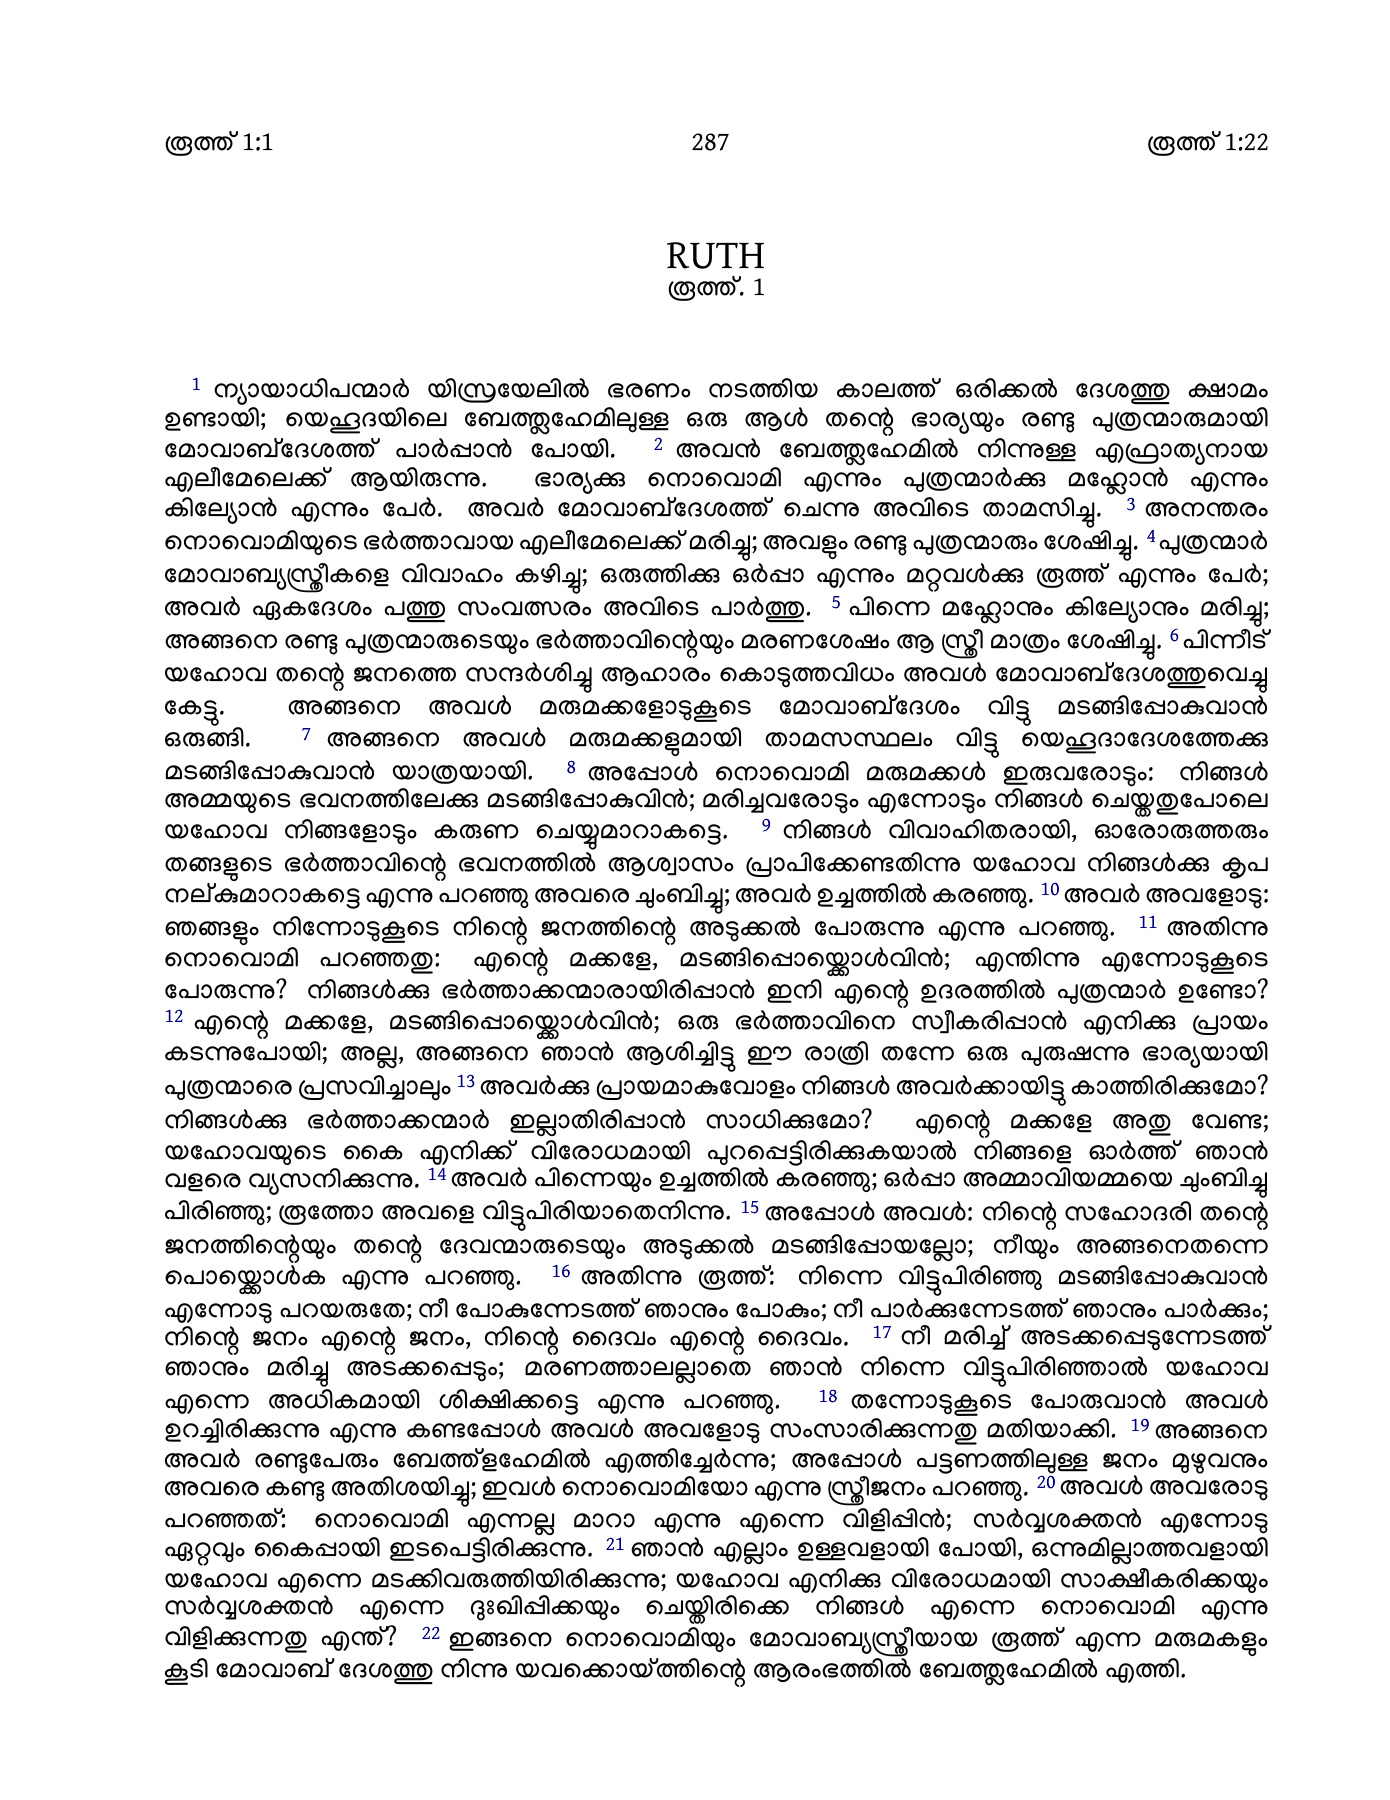 രൂത്ത് 1:1 287 രൂത്ത് 1:22
RUTH
രൂത്ത്. 1
1 ന്യായാധിപന്മാർ യിസ്രയേലിൽ ഭരണം നടത്തിയ കാലത്ത് ഒരിക്കൽ ദേശത്തു ക്ഷാമം
ഉണ്ടായി; യെഹൂദയിലെ ബേത്ത്ലഹേമിലുള്ള ഒരു ആൾ തന്റെ ഭാര്യയും രണ്ടു പുത്രന്മാരുമായി
മോവാബ്ദേശത്ത് പാർപ്പാൻ പോയി. 2 അവൻ ബേത്ത്ലഹേമിൽ നിന്നുള്ള എഫ്രാത്യനായ
എലീമേലെക്ക് ആയിരുന്നു. ഭാര്യക്കു നൊവൊമി എന്നും പുത്രന്മാർക്കു മഹ്ലോൻ എന്നും
കില്യോൻ എന്നും പേർ. അവർ മോവാബ്ദേശത്ത് ചെന്നു അവിടെ താമസിച്ചു. 3 അനന്തരം
നൊവൊമിയുടെ ഭർത്താവായ എലീമേലെക്ക് മരിച്ചു; അവളും രണ്ടു പുത്രന്മാരും ശേഷിച്ചു. 4 പുത്രന്മാർ
മോവാബ്യസ്ത്രീകളെ വിവാഹം കഴിച്ചു; ഒരുത്തിക്കു ഒർപ്പാ എന്നും മറ്റവൾക്കു രൂത്ത് എന്നും പേർ;
അവർ ഏകദേശം പത്തു സംവത്സരം അവിടെ പാർത്തു. 5 പിന്നെ മഹ്ലോനും കില്യോനും മരിച്ചു;
അങ്ങനെ രണ്ടു പുത്രന്മാരുടെയും ഭർത്താവിന്റെയും മരണശേഷം ആ സ്ത്രീ മാത്രം ശേഷിച്ചു. 6 പിന്നീട്
യഹോവ തന്റെ ജനത്തെ സന്ദർശിച്ചു ആഹാരം കൊടുത്തവിധം അവൾ മോവാബ്ദേശത്തുവെച്ചു
കേട്ടു. അങ്ങനെ അവൾ മരുമക്കളോടുകൂടെ മോവാബ്ദേശം വിട്ടു മടങ്ങിപ്പോകുവാൻ
ഒരുങ്ങി. 7 അങ്ങനെ അവൾ മരുമക്കളുമായി താമസസ്ഥലം വിട്ടു യെഹൂദാദേശത്തേക്കു
മടങ്ങിപ്പോകുവാൻ യാത്രയായി. 8 അപ്പോൾ നൊവൊമി മരുമക്കൾ ഇരുവരോടും: നിങ്ങൾ
അമ്മയുടെ ഭവനത്തിലേക്കു മടങ്ങിപ്പോകുവിൻ; മരിച്ചവരോടും എന്നോടും നിങ്ങൾ ചെയ്തതുപോലെ
യഹോവ നിങ്ങളോടും കരുണ ചെയ്യുമാറാകട്ടെ. 9 നിങ്ങൾ വിവാഹിതരായി, ഓരോരുത്തരും
തങ്ങളുടെ ഭർത്താവിന്റെ ഭവനത്തിൽ ആശ്വാസം പ്രാപിക്കേണ്ടതിന്നു യഹോവ നിങ്ങൾക്കു കൃപ
നല്കുമാറാകട്ടെ എന്നു പറഞ്ഞു അവരെ ചുംബിച്ചു; അവർ ഉച്ചത്തിൽ കരഞ്ഞു. 10 അവർ അവളോടു:
ഞങ്ങളും നിന്നോടുകൂടെ നിന്റെ ജനത്തിന്റെ അടുക്കൽ പോരുന്നു എന്നു പറഞ്ഞു. 11 അതിന്നു
നൊവൊമി പറഞ്ഞതു: എന്റെ മക്കളേ, മടങ്ങിപ്പൊയ്ക്കൊൾവിൻ; എന്തിന്നു എന്നോടുകൂടെ
പോരുന്നു? നിങ്ങൾക്കു ഭർത്താക്കന്മാരായിരിപ്പാൻ ഇനി എന്റെ ഉദരത്തിൽ പുത്രന്മാർ ഉണ്ടോ?
12 എന്റെ മക്കളേ, മടങ്ങിപ്പൊയ്ക്കൊൾവിൻ; ഒരു ഭർത്താവിനെ സ്വീകരിപ്പാൻ എനിക്കു പ്രായം
കടന്നുപോയി; അല്ല, അങ്ങനെ ഞാൻ ആശിച്ചിട്ടു ഈ രാത്രി തന്നേ ഒരു പുരുഷന്നു ഭാര്യയായി
പുത്രന്മാരെ പ്രസവിച്ചാലും 13 അവർക്കു പ്രായമാകുവോളം നിങ്ങൾ അവർക്കായിട്ടു കാത്തിരിക്കുമോ?
നിങ്ങൾക്കു ഭർത്താക്കന്മാർ ഇല്ലാതിരിപ്പാൻ സാധിക്കുമോ? എന്റെ മക്കളേ അതു വേണ്ട;
യഹോവയുടെ കൈ എനിക്ക് വിരോധമായി പുറപ്പെട്ടിരിക്കുകയാൽ നിങ്ങളെ ഓർത്ത് ഞാൻ
വളരെ വ്യസനിക്കുന്നു. 14 അവർ പിന്നെയും ഉച്ചത്തിൽ കരഞ്ഞു; ഒർപ്പാ അമ്മാവിയമ്മയെ ചുംബിച്ചു
പിരിഞ്ഞു; രൂത്തോ അവളെ വിട്ടുപിരിയാതെനിന്നു. 15 അപ്പോൾ അവൾ: നിന്റെ സഹോദരി തന്റെ
ജനത്തിന്റെയും തന്റെ ദേവന്മാരുടെയും അടുക്കൽ മടങ്ങിപ്പോയല്ലോ; നീയും അങ്ങനെതന്നെ
പൊയ്ക്കൊൾക എന്നു പറഞ്ഞു. 16 അതിന്നു രൂത്ത്: നിന്നെ വിട്ടുപിരിഞ്ഞു മടങ്ങിപ്പോകുവാൻ
എന്നോടു പറയരുതേ; നീ പോകുന്നേടത്ത് ഞാനും പോകും; നീ പാർക്കുന്നേടത്ത് ഞാനും പാർക്കും;
നിന്റെ ജനം എന്റെ ജനം, നിന്റെ ദൈവം എന്റെ ദൈവം. 17 നീ മരിച്ച് അടക്കപ്പെടുന്നേടത്ത്
ഞാനും മരിച്ചു അടക്കപ്പെടും; മരണത്താലല്ലാതെ ഞാൻ നിന്നെ വിട്ടുപിരിഞ്ഞാൽ യഹോവ
എന്നെ അധികമായി ശിക്ഷിക്കട്ടെ എന്നു പറഞ്ഞു. 18 തന്നോടുകൂടെ പോരുവാൻ അവൾ
ഉറച്ചിരിക്കുന്നു എന്നു കണ്ടപ്പോൾ അവൾ അവളോടു സംസാരിക്കുന്നതു മതിയാക്കി. 19 അങ്ങനെ
അവർ രണ്ടുപേരും ബേത്ത്ളഹേമിൽ എത്തിച്ചേർന്നു; അപ്പോൾ പട്ടണത്തിലുള്ള ജനം മുഴുവനും
അവരെ കണ്ടു അതിശയിച്ചു; ഇവൾ നൊവൊമിയോ എന്നു സ്ത്രീജനം പറഞ്ഞു. 20 അവൾ അവരോടു
പറഞ്ഞത്: നൊവൊമി എന്നല്ല മാറാ എന്നു എന്നെ വിളിപ്പിൻ; സർവ്വശക്തൻ എന്നോടു
ഏറ്റവും കൈപ്പായി ഇടപെട്ടിരിക്കുന്നു. 21 ഞാൻ എല്ലാം ഉള്ളവളായി പോയി, ഒന്നുമില്ലാത്തവളായി
യഹോവ എന്നെ മടക്കിവരുത്തിയിരിക്കുന്നു; യഹോവ എനിക്കു വിരോധമായി സാക്ഷീകരിക്കയും
സർവ്വശക്തൻ എന്നെ ദുഃഖിപ്പിക്കയും ചെയ്തിരിക്കെ നിങ്ങൾ എന്നെ നൊവൊമി എന്നു
വിളിക്കുന്നതു എന്ത്? 22 ഇങ്ങനെ നൊവൊമിയും മോവാബ്യസ്ത്രീയായ രൂത്ത് എന്ന മരുമകളും
കൂടി മോവാബ് ദേശത്തു നിന്നു യവക്കൊയ്ത്തിന്റെ ആരംഭത്തിൽ ബേത്ത്ലഹേമിൽ എത്തി.